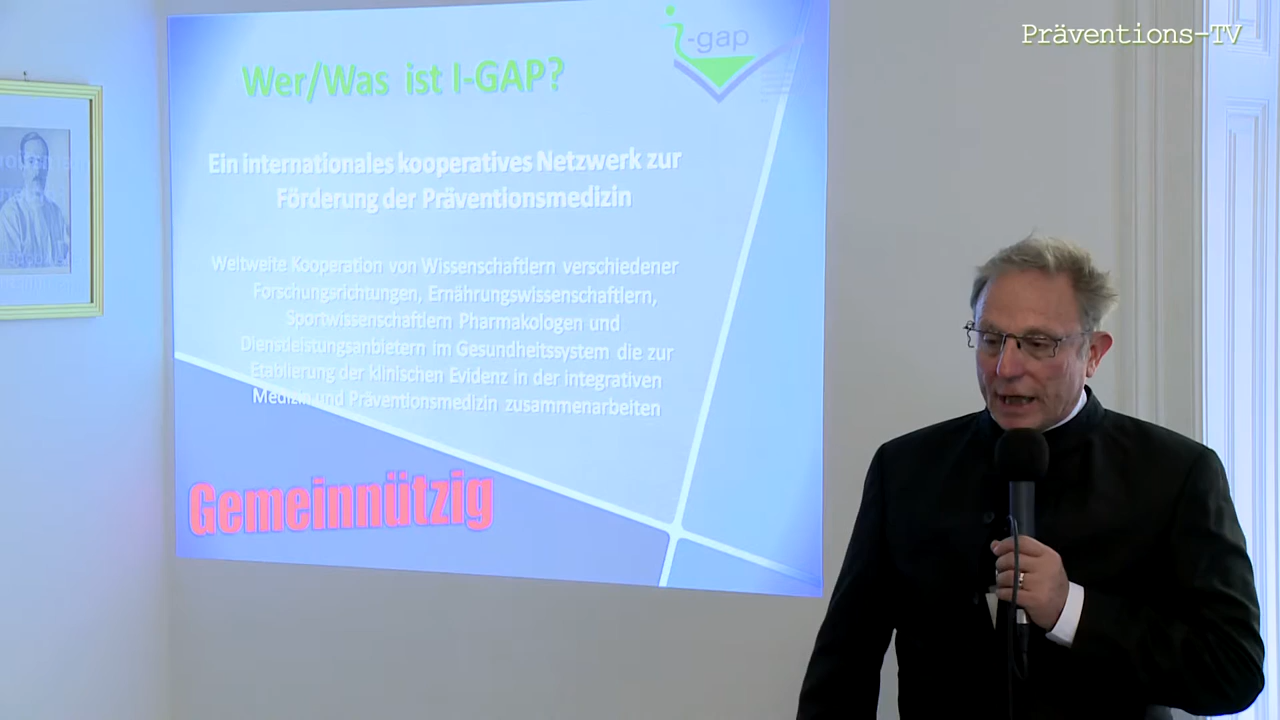 Präventions-TV
i-gap
Wer/Was ist I-GAP?
Ein internationales kooperatives Netzwerk zur
Förderung der Präventionsmedizin
Weltweite Kooperation von Wissenschaftlern verschiedener
Forschungsrichtungen, Ernährungswissenschaftlern,
Sportwissenschaftlern Pharmakologen und
Dienstleistungsanbietern im Gesundheitssystem die zur
Etablierung der klinischen Evidenz in der integrativen
Medizin und Präventionsmedizin zusammenarbeiten
Gemeinnützig